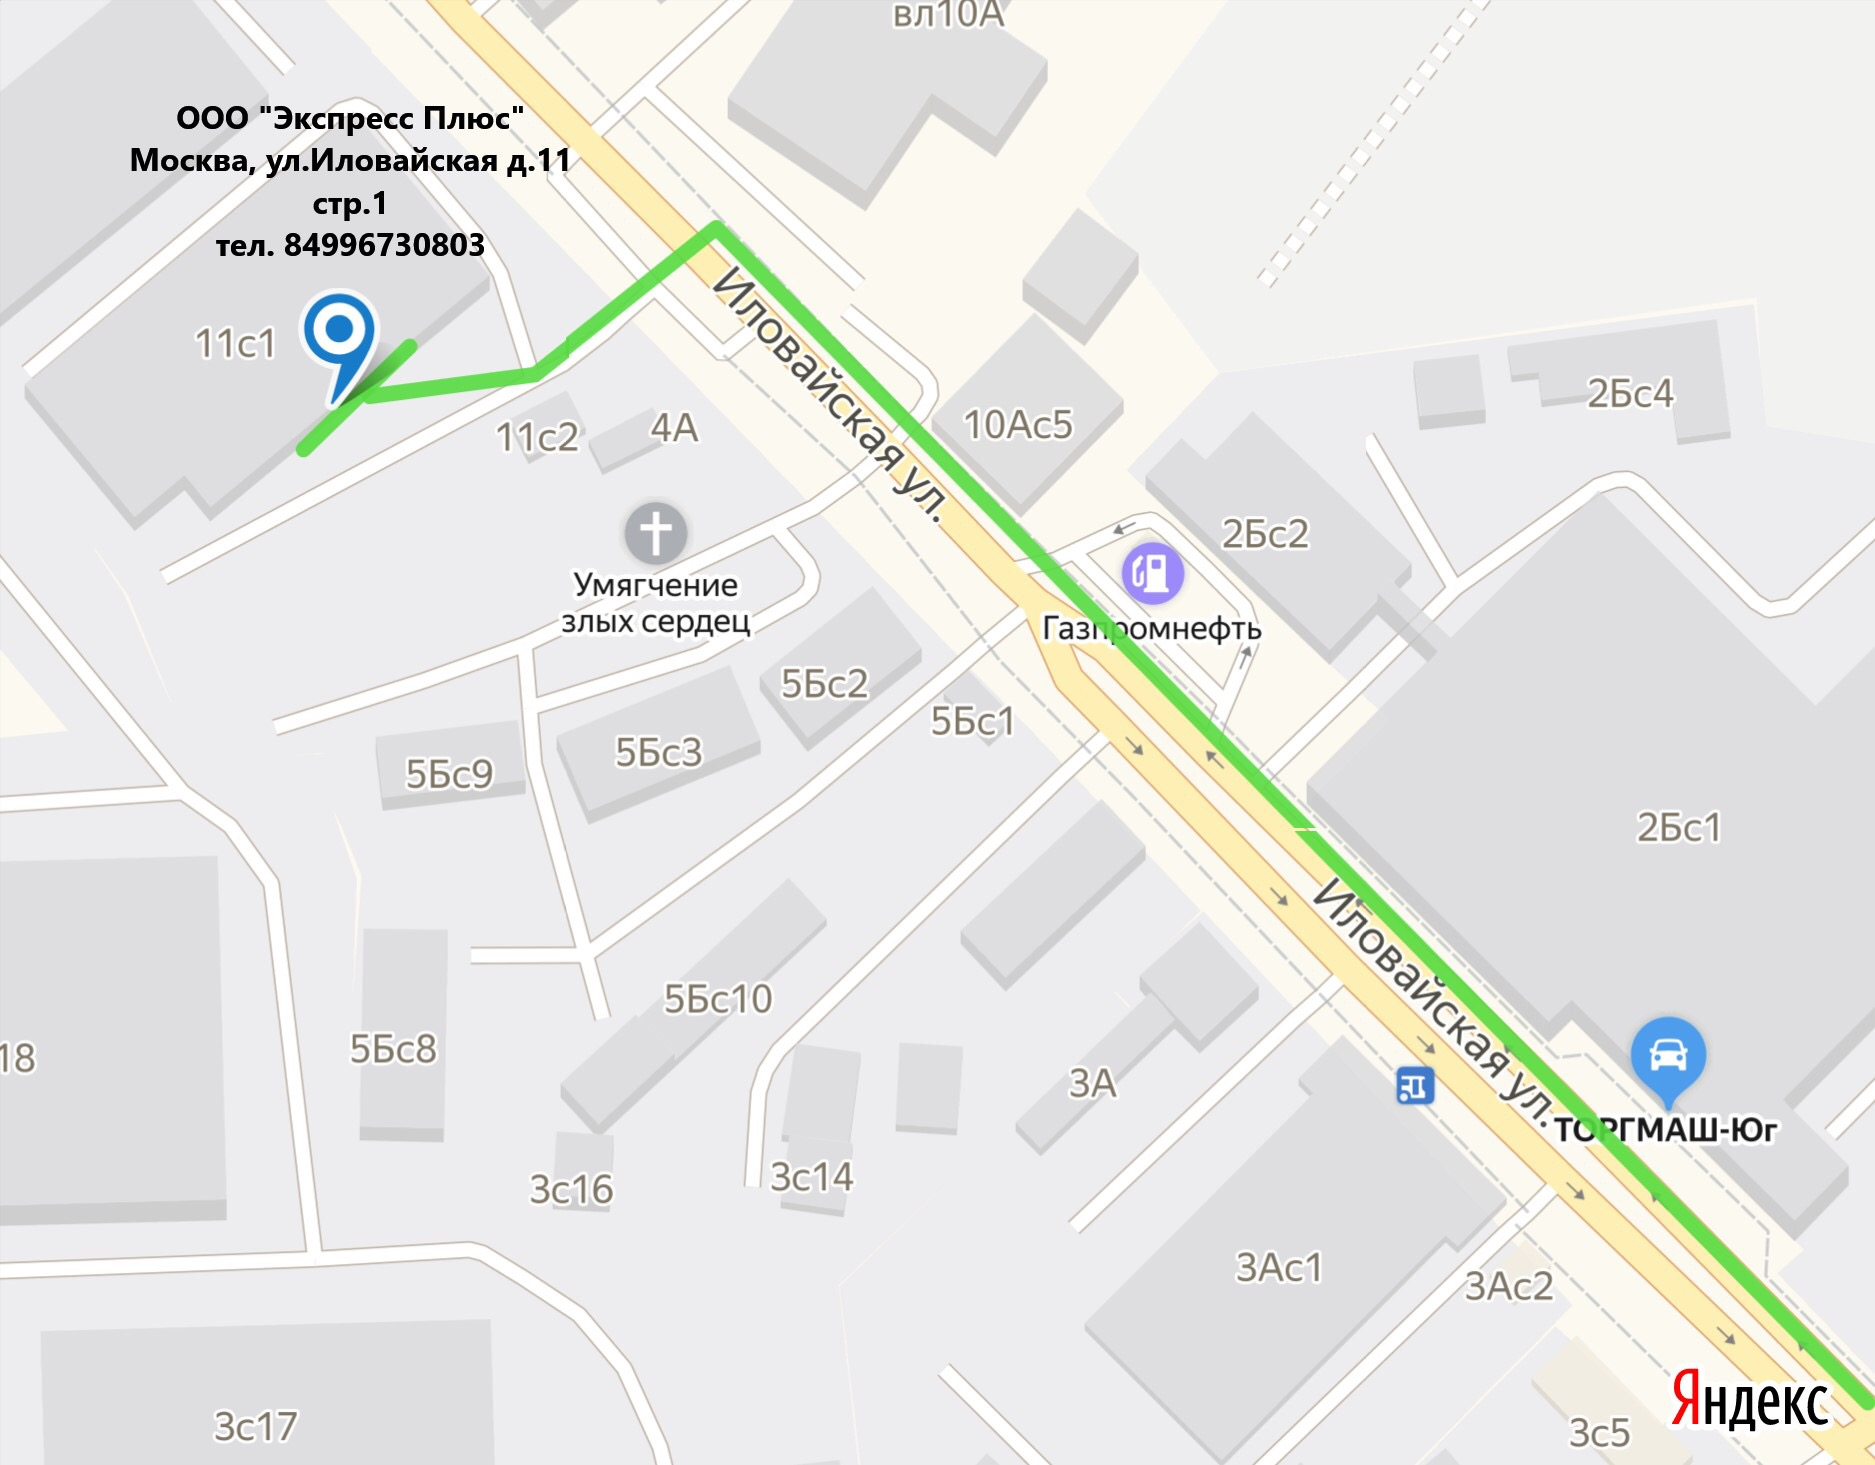 вл10А
ООО "Экспресс Плюс"
Москва, ул.Иловайская д.11
стр.1
тел. 84996730803
11с1
Иловайская ул.
11с2
4А
10Ас5
2Бс4
2Бс2
Умягчение
злых сердец
Газпромнефть
5Бс2
5Бс1
5Бс3
5Бс9
2Бс1
Иловайская ул.
5Бс10
5Бс8
18
3А
ТОРГМАШ-Юг
3с16
3с14
3Ас1
3Ас2
3с17
3с5
Яндекс